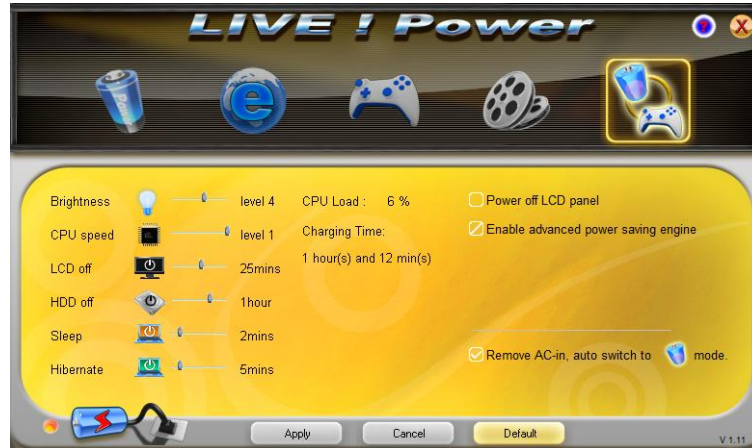 LIVE ! Power
Brightness level 4 CPU Load : 6 % Power off LCD panel
CPU speed level 1 Charging Time: Enable advanced power saving engine
LCD off 25mins 1 hour(s) and 12 min(s)
HDD off 1hour
Sleep 2mins
Hibernate 5mins Remove AC-in, auto switch to mode.
Apply Cancel Default V 1.11